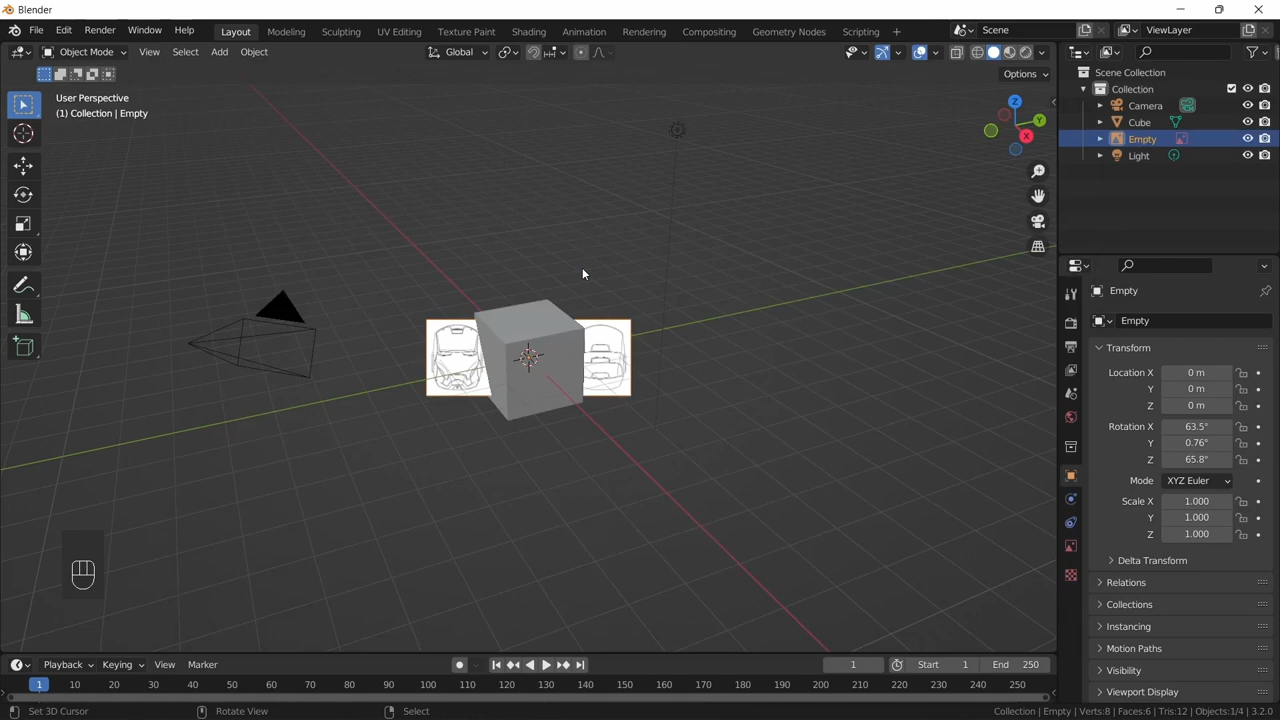 Blender
File Edit Render Window Help Layout Modeling Sculpting UV Editing Texture Paint Shading Animation Rendering Compositing Geometry Nodes Scripting + Scene ViewLayer
Object Mode View Select Add Object Global
Options
User Perspective
(1) Collection | Empty
Z
Y
X
Scene Collection
Collection
Camera
Cube
Empty
Light
Empty
Empty
Transform
Location X 0 m
Y 0 m
Z 0 m
Rotation X 63.5°
Y 0.76°
Z 65.8°
Mode XYZ Euler
Scale X 1.000
Y 1.000
Z 1.000
Delta Transform
Relations
Collections
Instancing
Motion Paths
Visibility
Viewport Display
Playback Keying View Marker 1 Start 1 End 250
1 10 20 30 40 50 60 70 80 90 100 110 120 130 140 150 160 170 180 190 200 210 220 230 240 250
Set 3D Cursor Rotate View Select Collection | Empty | Verts:8 | Faces:6 | Tris:12 | Objects:1/4 | 3.2.0